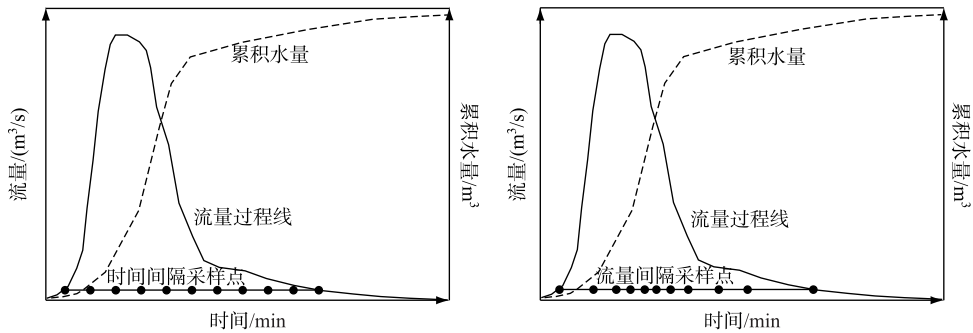 流量/(m³/s)
累积水量
流量过程线
时间间隔采样点
时间/min
累积水量/m³
流量/(m³/s)
累积水量
流量过程线
流量间隔采样点
时间/min
累积水量/m³